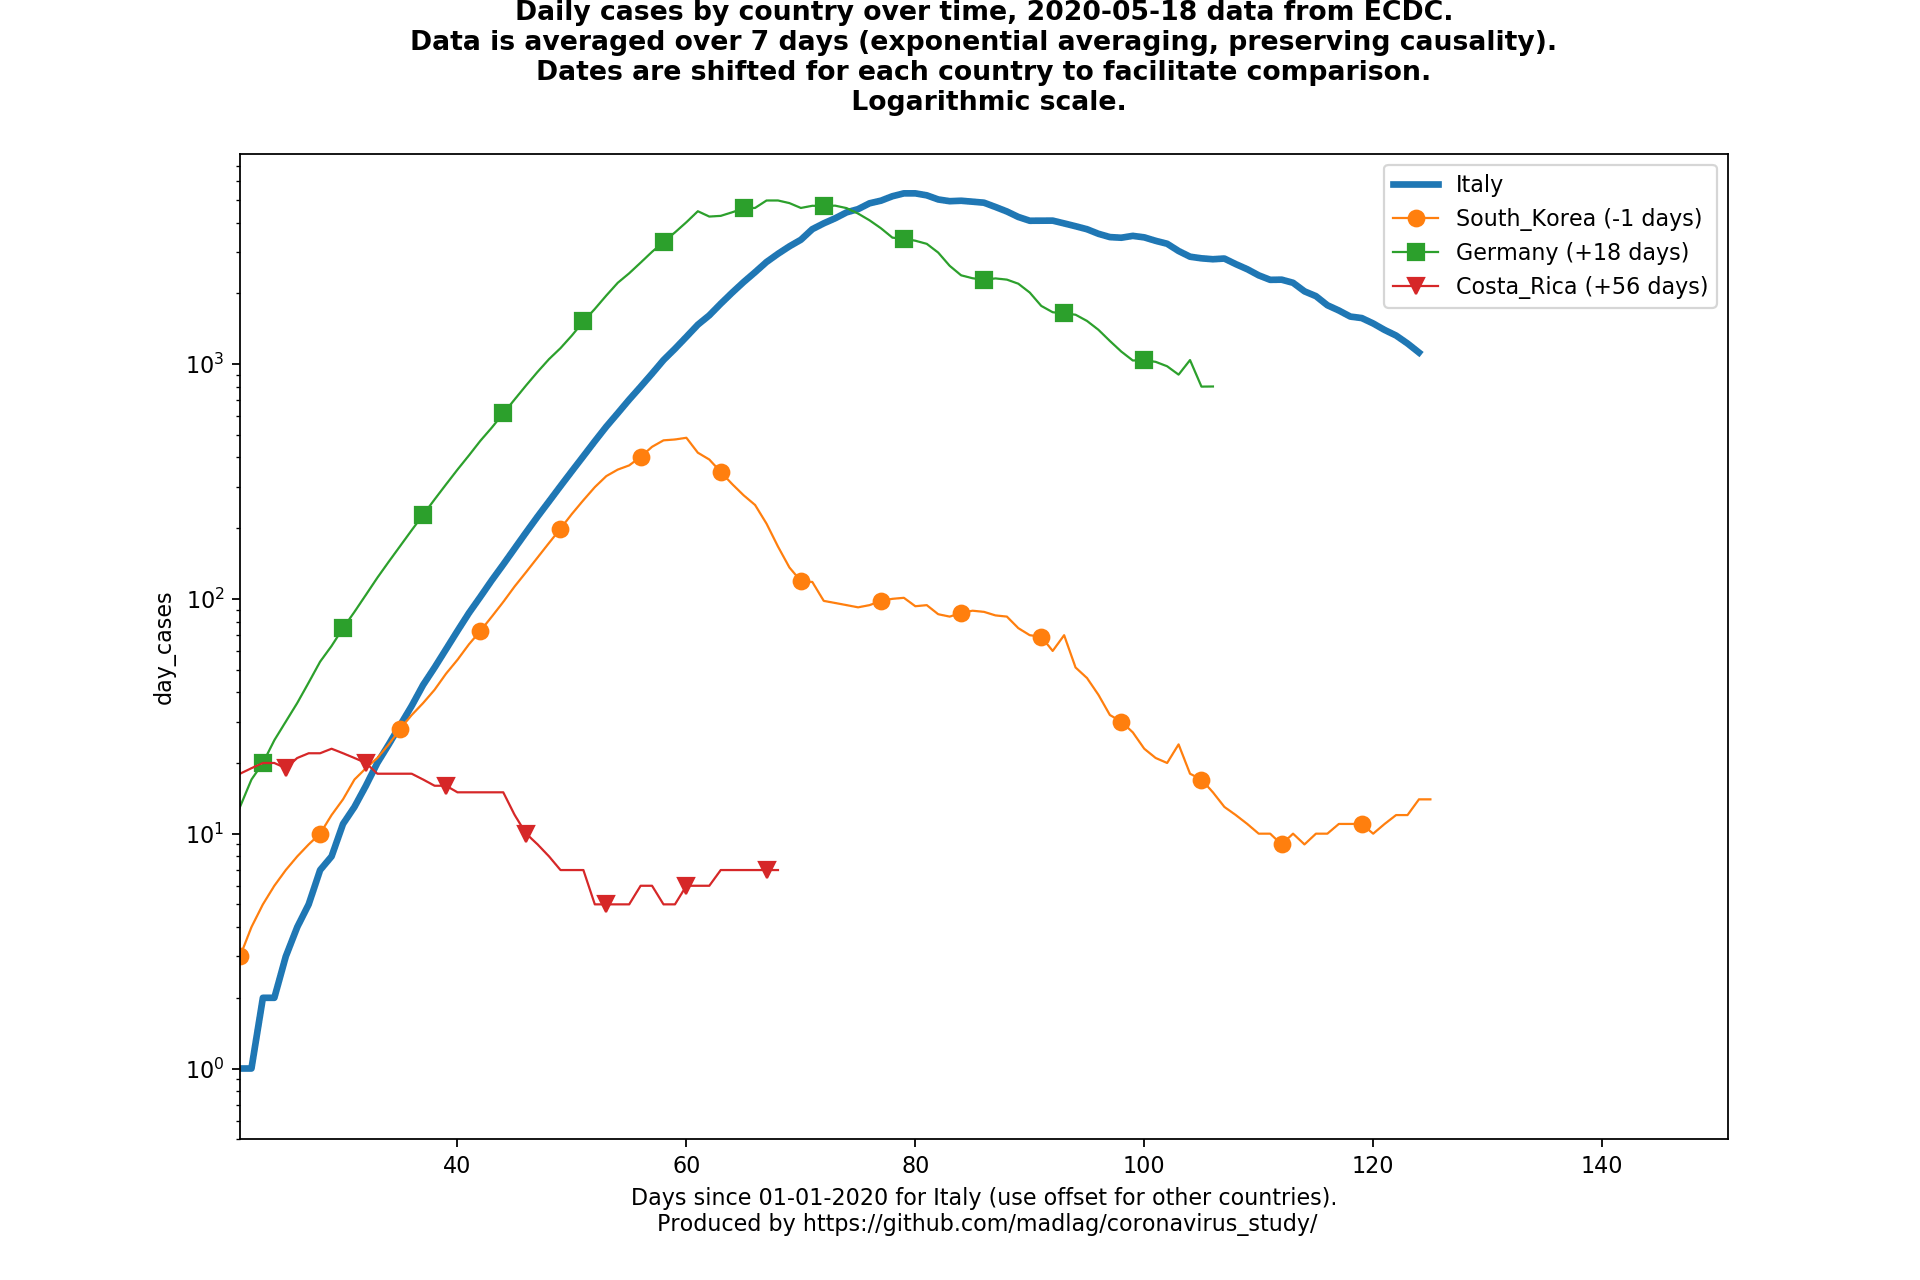 Daily cases by country over time, 2020-05-18 data from ECDC.
Data is averaged over 7 days (exponential averaging, preserving causality).
Dates are shifted for each country to facilitate comparison.
Logarithmic scale.
Italy
South_Korea (-1 days)
Germany (+18 days)
Costa_Rica (+56 days)
10³
10²
10¹
10⁰
day_cases
40 60 80 100 120 140
Days since 01-01-2020 for Italy (use offset for other countries).
Produced by https://github.com/madlag/coronavirus_study/